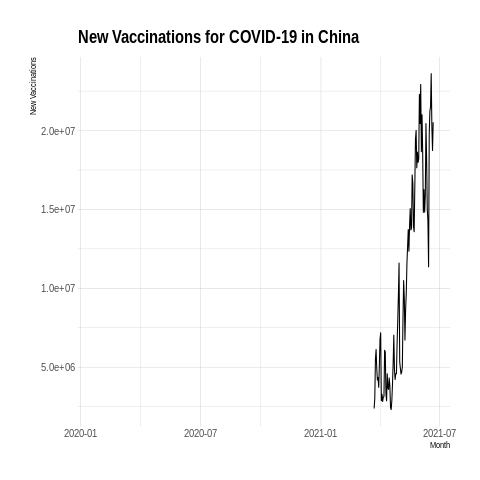 New Vaccinations for COVID-19 in China
New Vaccinations
2.0e+07
1.5e+07
1.0e+07
5.0e+06
2020-01 2020-07 2021-01 2021-07
Month